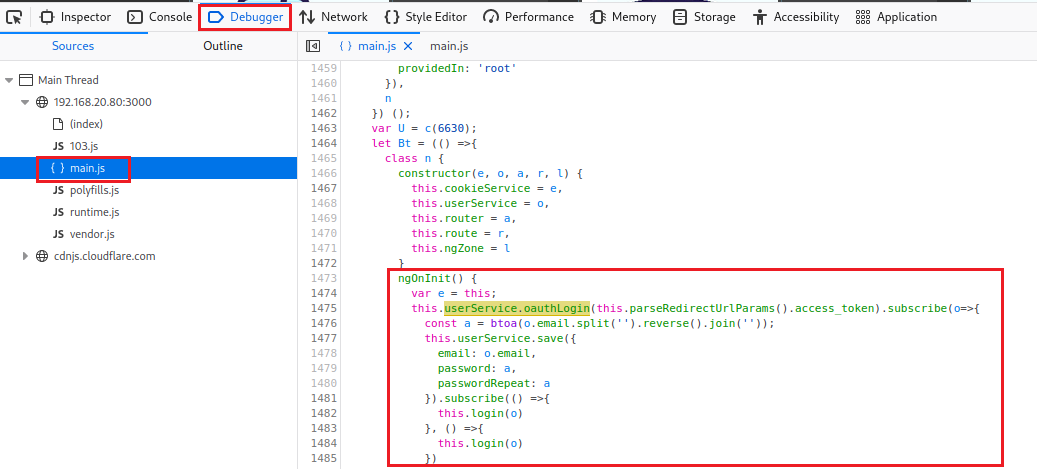 Inspector Console Debugger Network Style Editor Performance Memory Storage Accessibility Application
Sources Outline
main.js main.js
Main Thread
192.168.20.80:3000
(index)
JS 103.js
{ } main.js
JS polyfills.js
JS runtime.js
JS vendor.js
cdnjs.cloudflare.com
1459 providedIn: 'root'
1460 }),
1461 n
1462 }) ();
1463 var U = c(6630);
1464 let Bt = (() =>{
1465 class n {
1466 constructor(e, o, a, r, l) {
1467 this.cookieService = e,
1468 this.userService = o,
1469 this.router = a,
1470 this.route = r,
1471 this.ngZone = l
1472 }
1473 ngOnInit() {
1474 var e = this;
1475 this.userService.oauthLogin(this.parseRedirectUrlParams().access_token).subscribe(o=>{
1476 const a = btoa(o.email.split('').reverse().join(''));
1477 this.userService.save({
1478 email: o.email,
1479 password: a,
1480 passwordRepeat: a
1481 }).subscribe(() =>{
1482 this.login(o)
1483 }, () =>{
1484 this.login(o)
1485 })